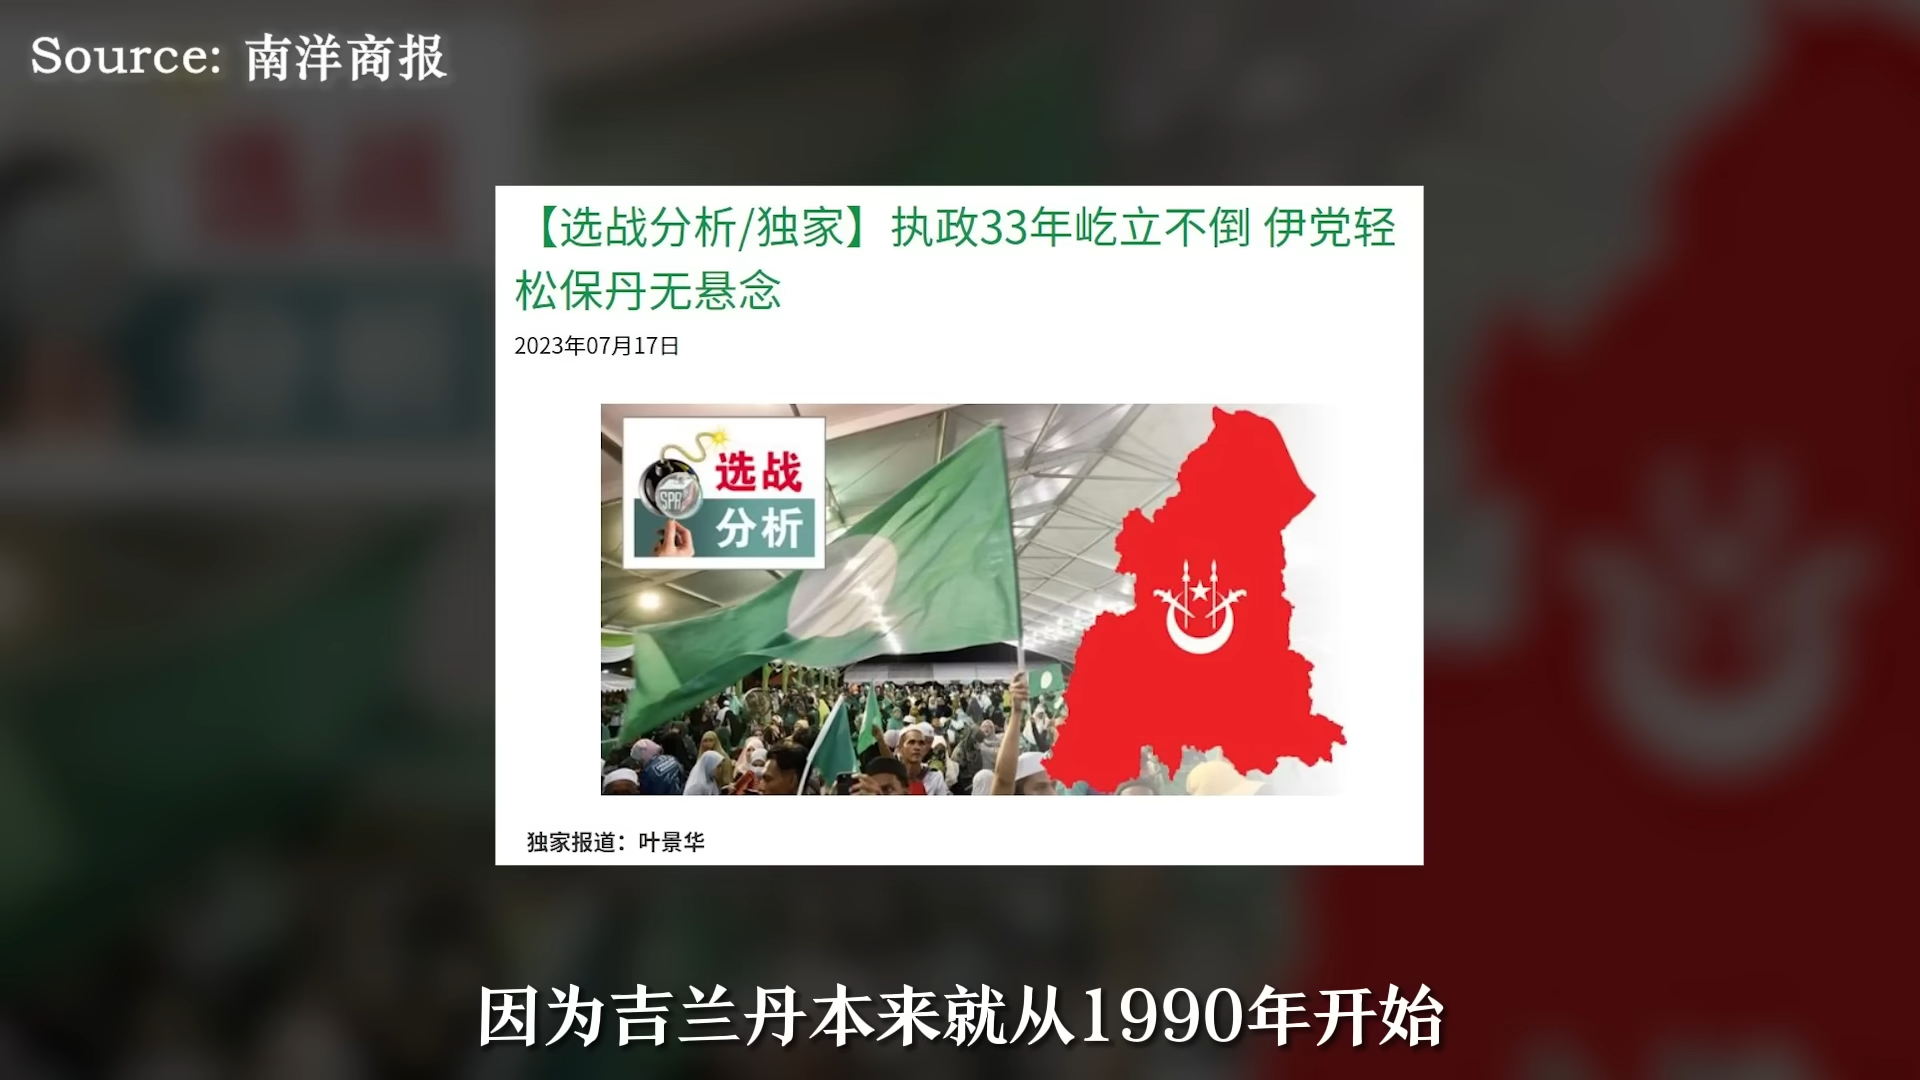 Source: 南洋商报
【选战分析/独家】执政33年屹立不倒 伊党轻
松保丹无悬念
2023年07月17日
选战
SPR
分析
独家报道：叶景华
因为吉兰丹本来就从1990年开始